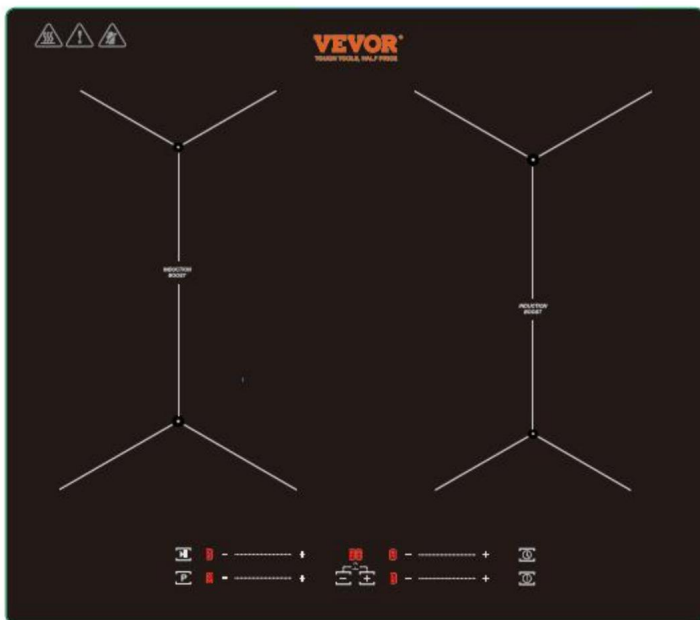 VEVOR®
TOUGH TOOLS, HALF PRICE
INDUCTION
BOOST
INDUCTION
BOOST
- +
- +
P - +
- + - +